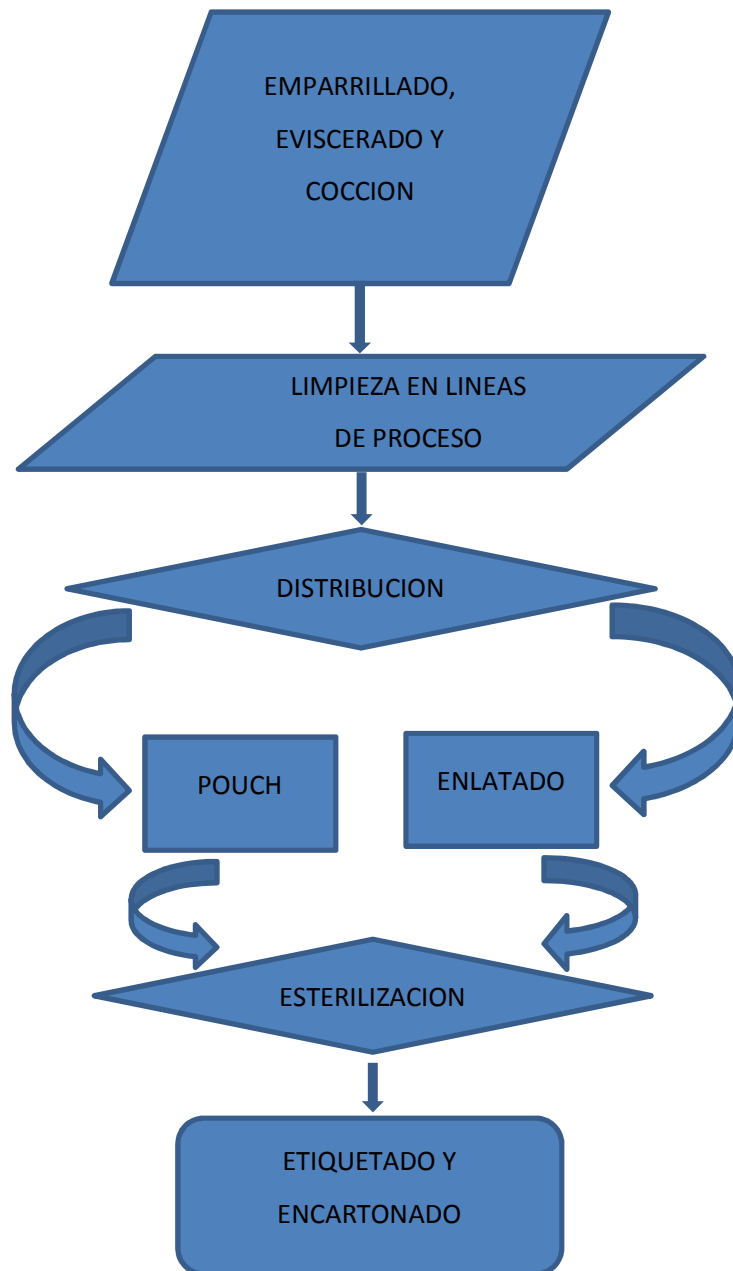 EMPARRILLADO,
EVISCERADO Y
COCCION
LIMPIEZA EN LINEAS
DE PROCESO
DISTRIBUCION
POUCH
ENLATADO
ESTERILIZACION
ETIQUETADO Y
ENCARTONADO